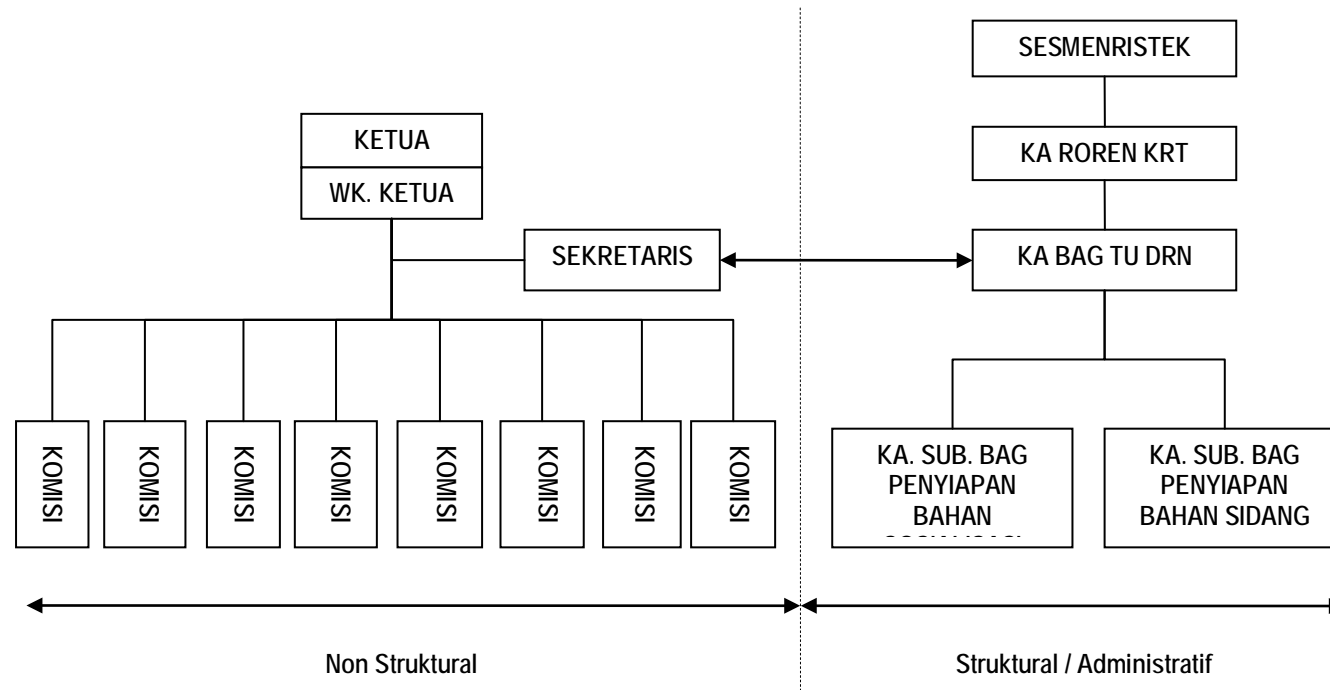 SESMENRISTEK
KETUA
WK. KETUA
KA ROREN KRT
SEKRETARIS
KA BAG TU DRN
KOMISI
KOMISI
KOMISI
KOMISI
KOMISI
KOMISI
KOMISI
KOMISI
KA. SUB. BAG
PENYIAPAN
BAHAN
KA. SUB. BAG
PENYIAPAN
BAHAN SIDANG
Non Struktural
Struktural / Administratif